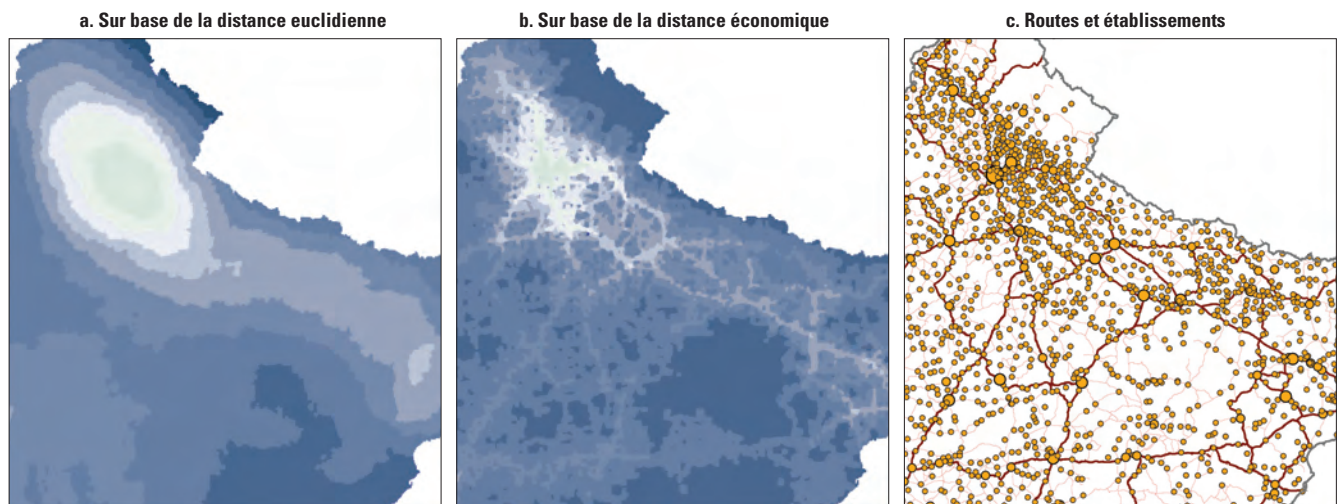 a. Sur base de la distance euclidienne
b. Sur base de la distance économique
c. Routes et établissements